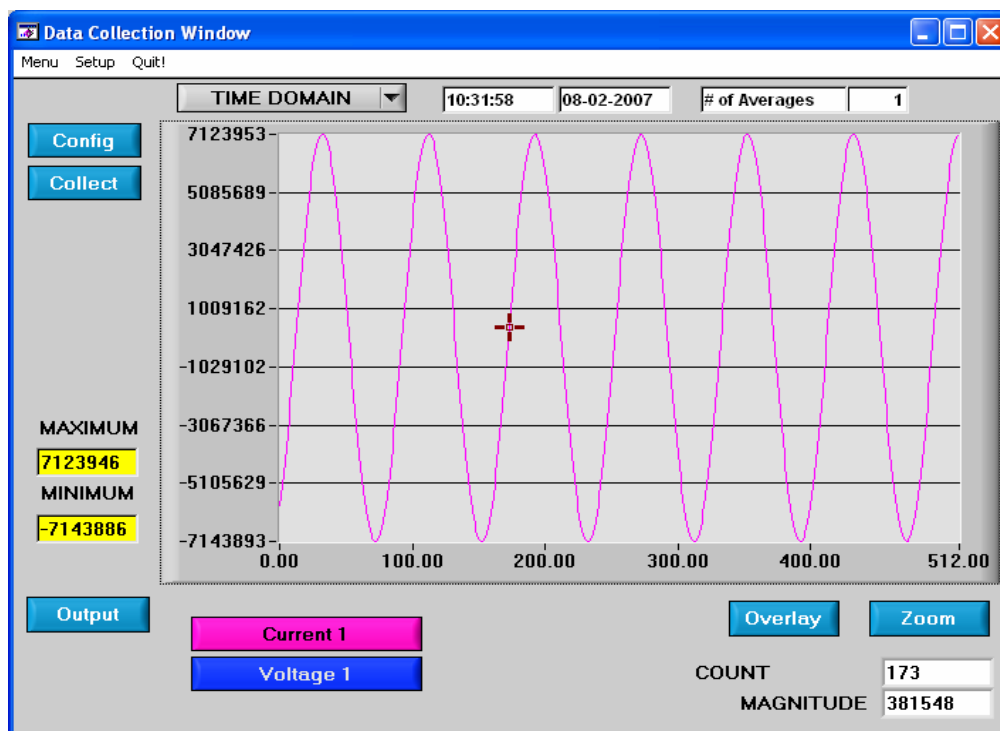 Data Collection Window
Menu Setup Quit!
TIME DOMAIN 10:31:58 08-02-2007 # of Averages 1
Config
Collect
7123953
5085689
3047426
1009162
-1029102
-3067366
-5105629
-7143893
0.00 100.00 200.00 300.00 400.00 512.00
MAXIMUM
7123946
MINIMUM
-7143886
Output
Current 1
Voltage 1
Overlay Zoom
COUNT 173
MAGNITUDE 381548